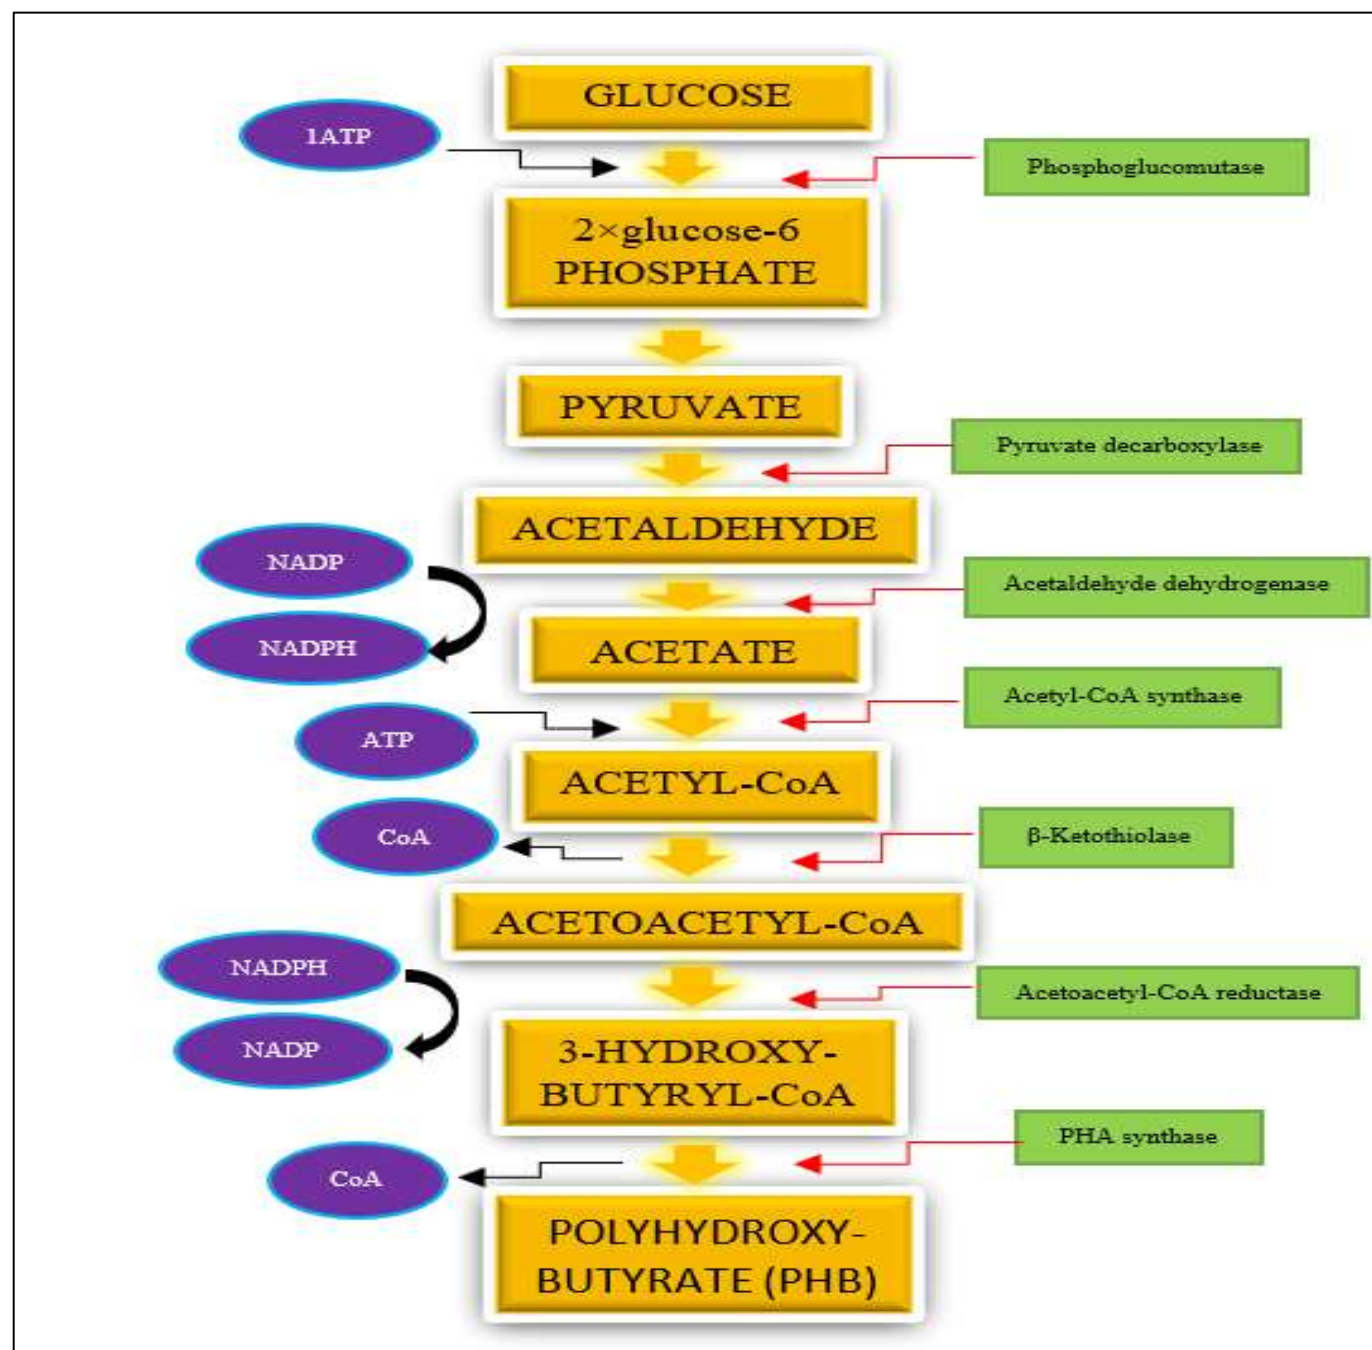 GLUCOSE
1ATP
Phosphoglucomutase
2×glucose-6
PHOSPHATE
PYRUVATE
Pyruvate decarboxylase
ACETALDEHYDE
NADP
Acetaldehyde dehydrogenase
NADPH
ACETATE
Acetyl-CoA synthase
ATP
ACETYL-CoA
CoA
β-Ketothiolase
ACETOACETYL-CoA
NADPH
Acetoacetyl-CoA reductase
NADP
3-HYDROXY-
BUTYRYL-CoA
PHA synthase
CoA
POLYHYDROXY-
BUTYRATE (PHB)